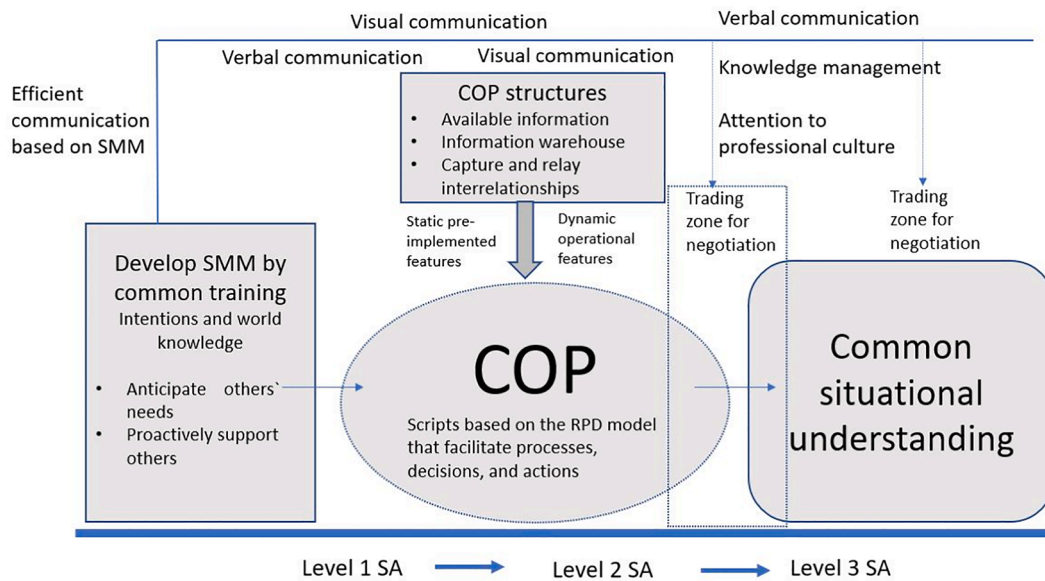 Visual communication
Verbal communication
Verbal communication
Visual communication
Efficient
communication
based on SMM
COP structures
• Available information
• Information warehouse
• Capture and relay
interrelationships
Knowledge management
Attention to
professional culture
Static pre-
implemented
features
Dynamic
operational
features
Trading
zone for
negotiation
Trading
zone for
negotiation
Develop SMM by
common training
Intentions and world
knowledge
• Anticipate others`
needs
• Proactively support
others
COP
Scripts based on the RPD model
that facilitate processes,
decisions, and actions
Common
situational
understanding
Level 1 SA
Level 2 SA
Level 3 SA